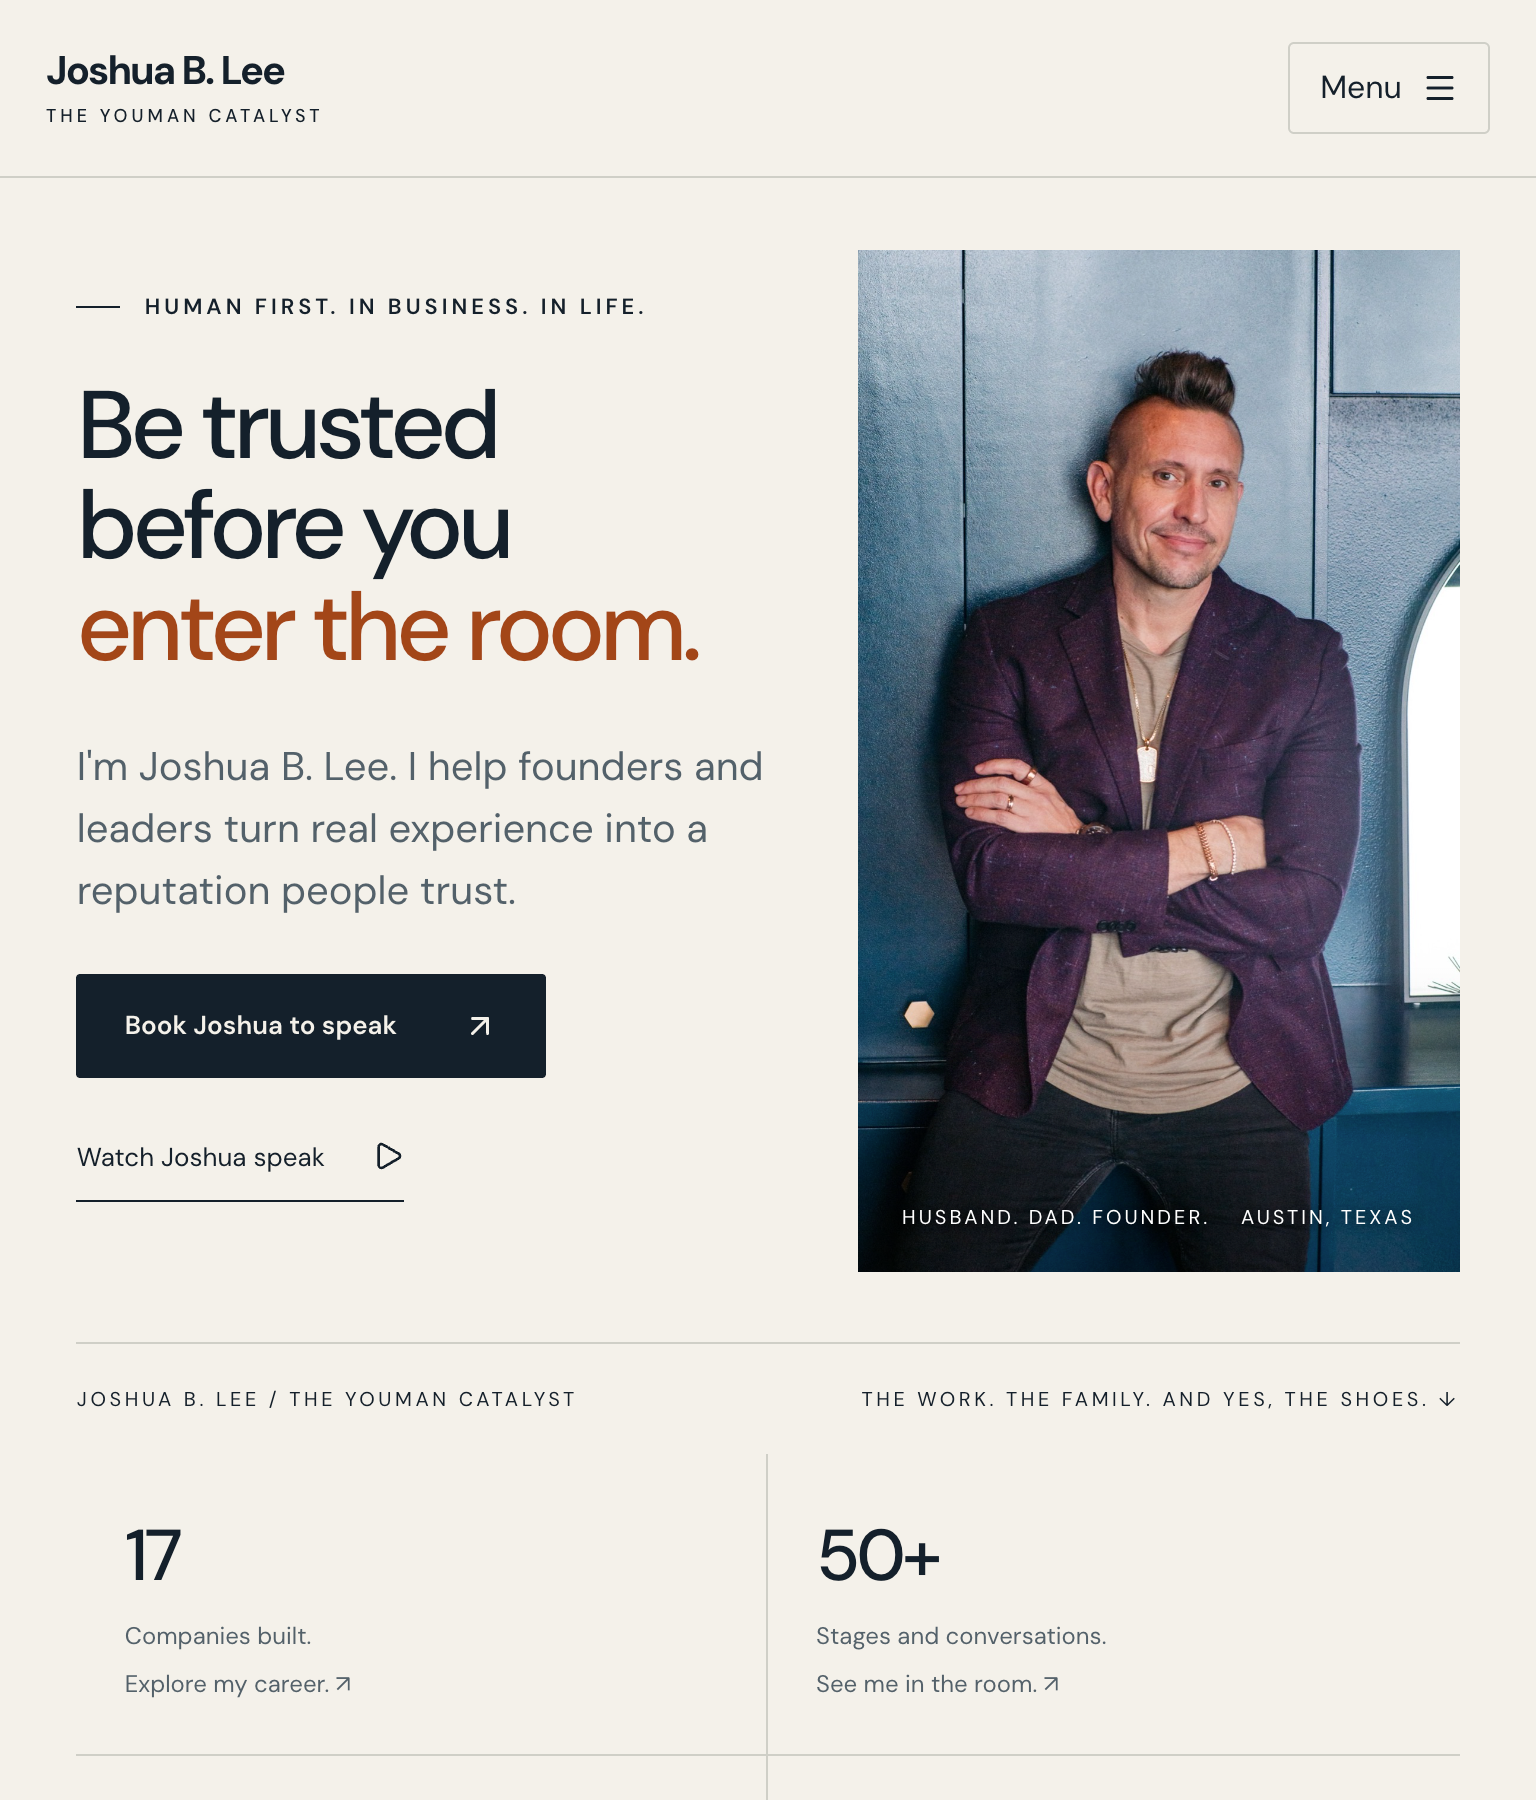 Joshua B. Lee
THE YOUMAN CATALYST
Menu
HUMAN FIRST. IN BUSINESS. IN LIFE.
Be trusted
before you
enter the room.
I'm Joshua B. Lee. I help founders and
leaders turn real experience into a
reputation people trust.
Book Joshua to speak
Watch Joshua speak
HUSBAND. DAD. FOUNDER. AUSTIN, TEXAS
JOSHUA B. LEE / THE YOUMAN CATALYST
THE WORK. THE FAMILY. AND YES, THE SHOES. ↓
17
Companies built.
Explore my career. ↗
50+
Stages and conversations.
See me in the room. ↗